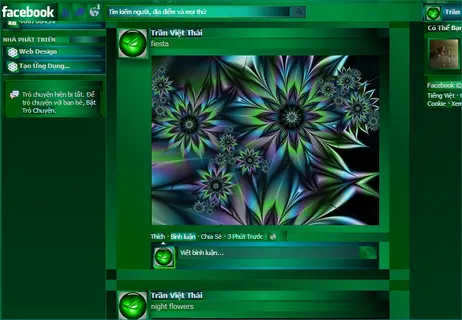 facebook
1
Tìm kiếm người, địa điểm và mọi thứ
Trần
NHÀ PHÁT TRIỂN
Web Design
Tạo Ứng Dụng...
Trò chuyện hiện bị tắt. Để
trò chuyện với bạn bè, Bật
Trò Chuyện.
Trần Việt Thái
fiesta
Thích · Bình luận · Chia Sẻ · 3 Phút Trước ·
Viết bình luận...
Trần Việt Thái
night flowers
Có Thể Bạn
Facebook ©
Tiếng Việt ·
Cookie · Xem